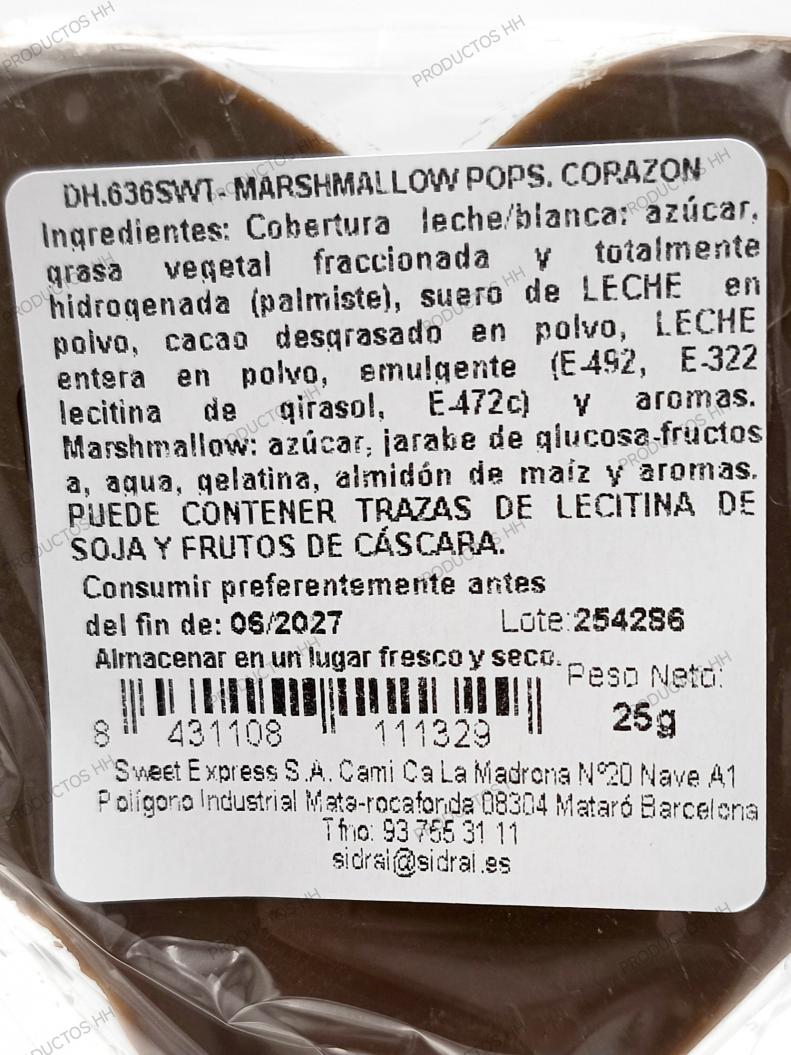 DH.636SWT- MARSHMALLOW POPS. CORAZON
Ingredientes: Cobertura leche/blanca: azúcar,
grasa vegetal fraccionada y totalmente
hidrogenada (palmiste), suero de LECHE en
polvo, cacao desgrasado en polvo, LECHE
entera en polvo, emulgente (E-492, E-322
lecitina de girasol, E-472c) y aromas.
Marshmallow: azúcar, jarabe de glucosa-fructos
a, agua, gelatina, almidón de maíz y aromas.
PUEDE CONTENER TRAZAS DE LECITINA DE
SOJA Y FRUTOS DE CÁSCARA.
Consumir preferentemente antes
del fin de: 06/2027 Lote:254286
Almacenar en un lugar fresco y seco.
Peso Neto:
25g
8 431108 111329
Sweet Express S.A. Cami Ca La Madrona Nº20 Nave A1
Polígono Industrial Mata-rocafonda 08304 Mataró Barcelona
Tfno: 93 755 31 11
sidral@sidral.es
PRODUCTOS HH